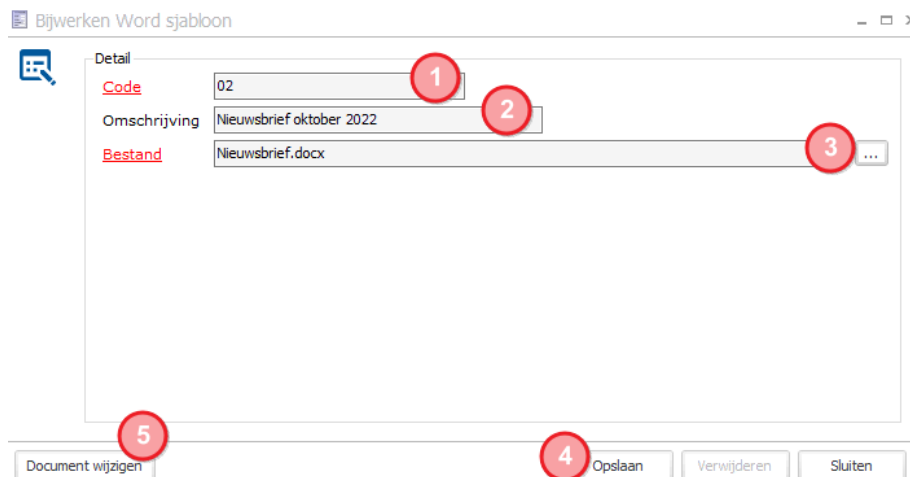 Bijwerken Word sjabloon
Detail
Code 02 1
Omschrijving Nieuwsbrief oktober 2022 2
Bestand Nieuwsbrief.docx 3 ...
5
Document wijzigen 4 Opslaan Verwijderen Sluiten